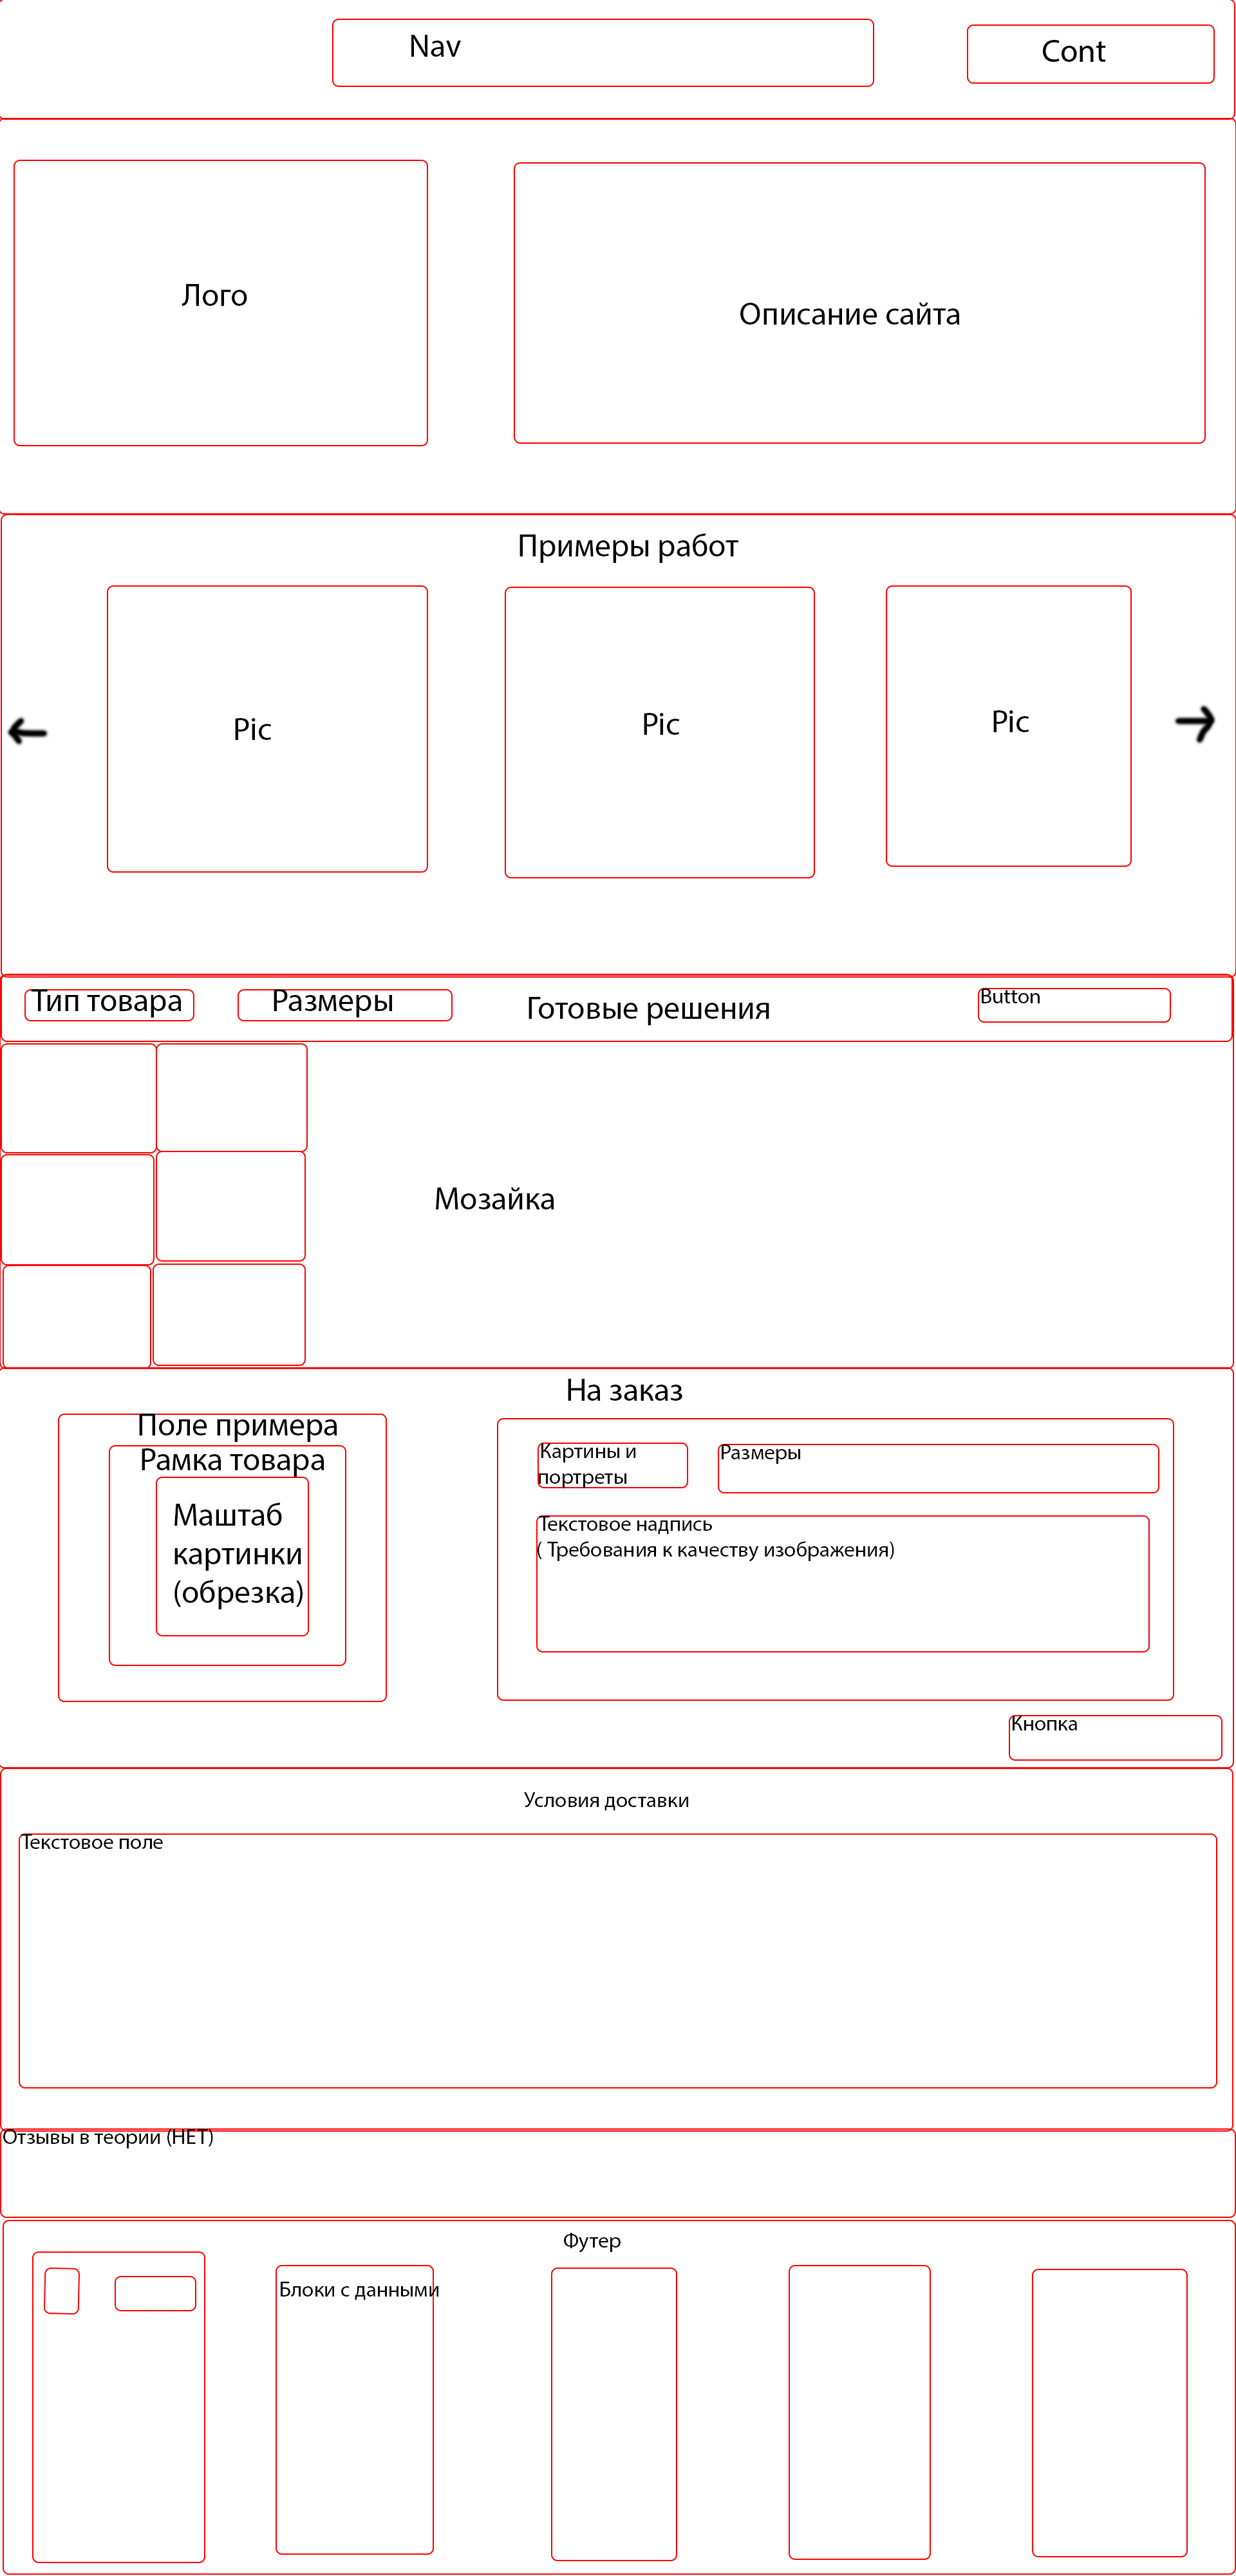 Nav
Cont
Лого
Описание сайта
Примеры работ
Pic
Pic
Pic
Тип товара
Размеры
Готовые решения
Button
Мозайка
На заказ
Поле примера
Рамка товара
Маштаб
картинки
(обрезка)
Картины и
портреты
Размеры
Текстовое надпись
( Требования к качеству изображения)
Кнопка
Условия доставки
Текстовое поле
Отзывы в теории (НЕТ)
Футер
Блоки с данными